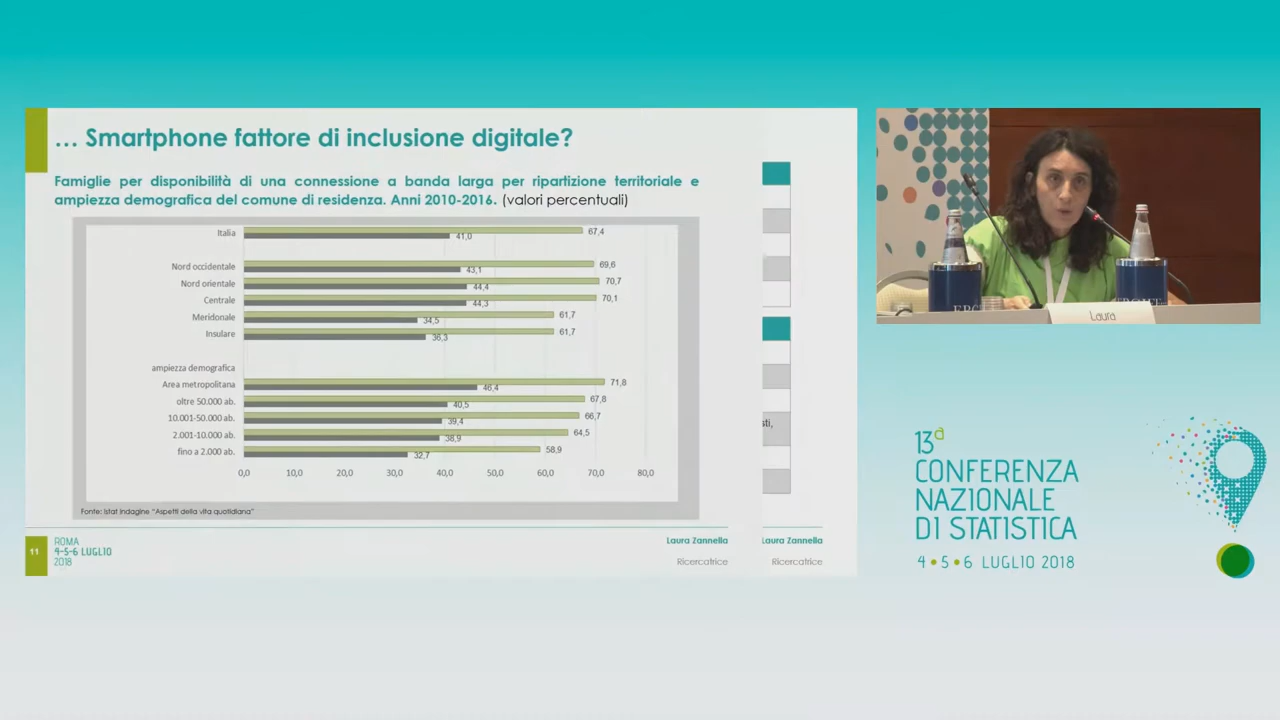 ... Smartphone fattore di inclusione digitale?
Famiglie per disponibilità di una connessione a banda larga per ripartizione territoriale e
ampiezza demografica del comune di residenza. Anni 2010-2016. (valori percentuali)
Italia 67,4
41,0
Nord occidentale 69,6
43,1
Nord orientale 70,7
44,4
Centrale 70,1
44,3
Meridionale 61,7
34,5
Insulare 61,7
36,3
ampiezza demografica
Area metropolitana 71,8
46,4
oltre 50.000 ab. 67,8
40,5
10.001-50.000 ab. 66,7
39,4
2.001-10.000 ab. 64,5
38,9
fino a 2.000 ab. 58,9
32,7
0,0 10,0 20,0 30,0 40,0 50,0 60,0 70,0 80,0
Fonte: Istat Indagine "Aspetti della vita quotidiana"
11
ROMA
4-5-6 LUGLIO
2018
Laura Zannella
Ricercatrice
sti,
Laura Zannella
Ricercatrice
Laura
13a
CONFERENZA
NAZIONALE
DI STATISTICA
4 • 5 • 6 LUGLIO 2018